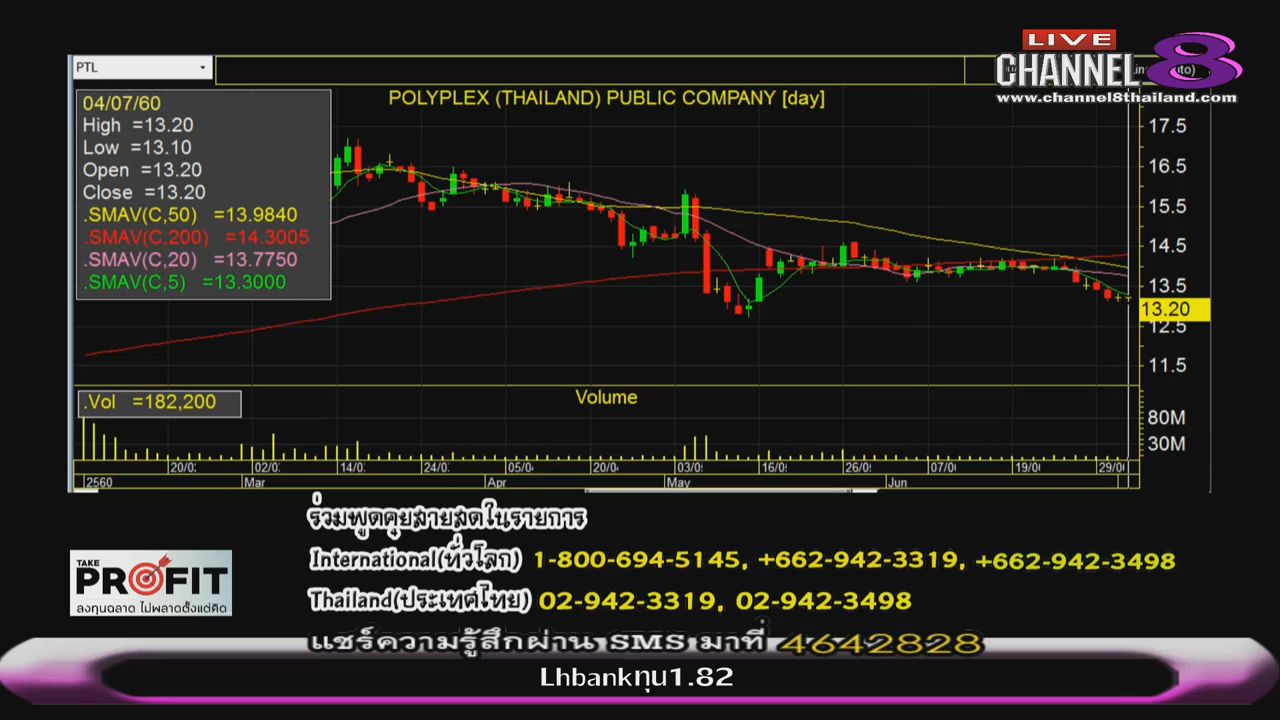 LIVE
CHANNEL 8
www.channel8thailand.com
PTL
POLYPLEX (THAILAND) PUBLIC COMPANY [day]
04/07/60
High =13.20
Low =13.10
Open =13.20
Close =13.20
.SMAV(C,50) =13.9840
.SMAV(C,200) =14.3005
.SMAV(C,20) =13.7750
.SMAV(C,5) =13.3000
17.5
16.5
15.5
14.5
13.5
13.20
12.5
11.5
.Vol =182,200
Volume
80M
30M
20/0 02/0 14/0 24/0 05/0 20/0 03/0 16/0 26/0 07/0 19/0 29/0
2560 Mar Apr May Jun
ร่วมพูดคุยสายสดในรายการ
International(ทั่วโลก) 1-800-694-5145, +662-942-3319, +662-942-3498
Thailand(ประเทศไทย) 02-942-3319, 02-942-3498
แชร์ความรู้สึกผ่าน SMS มาที่ 4642828
TAKE
PROFIT
ลงทุนฉลาด ไม่พลาดตั้งแต่คิด
Lhbankทุน1.82